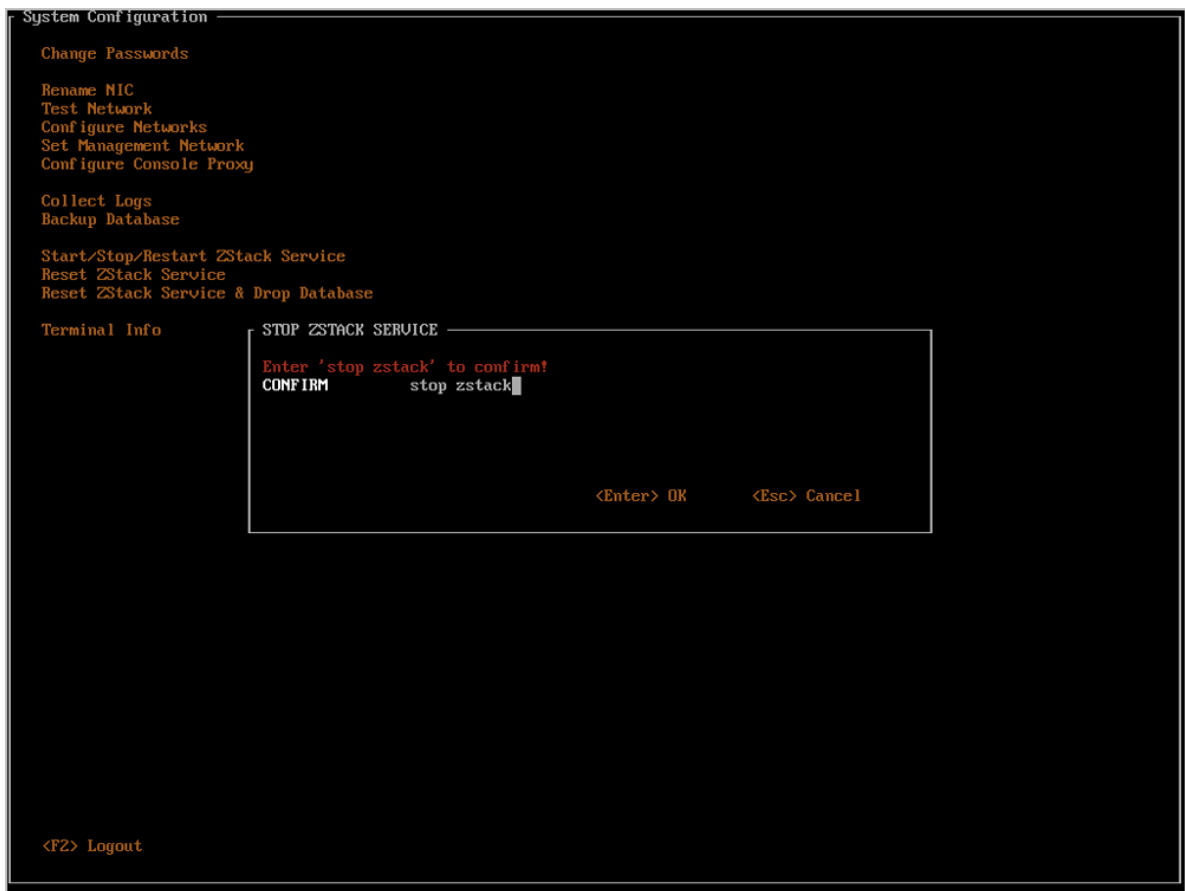 System Configuration
Change Passwords
Rename NIC
Test Network
Configure Networks
Set Management Network
Configure Console Proxy
Collect Logs
Backup Database
Start/Stop/Restart ZStack Service
Reset ZStack Service
Reset ZStack Service & Drop Database
Terminal Info
STOP ZSTACK SERVICE
Enter 'stop zstack' to confirm!
CONFIRM stop zstack
<Enter> OK <Esc> Cancel
<F2> Logout